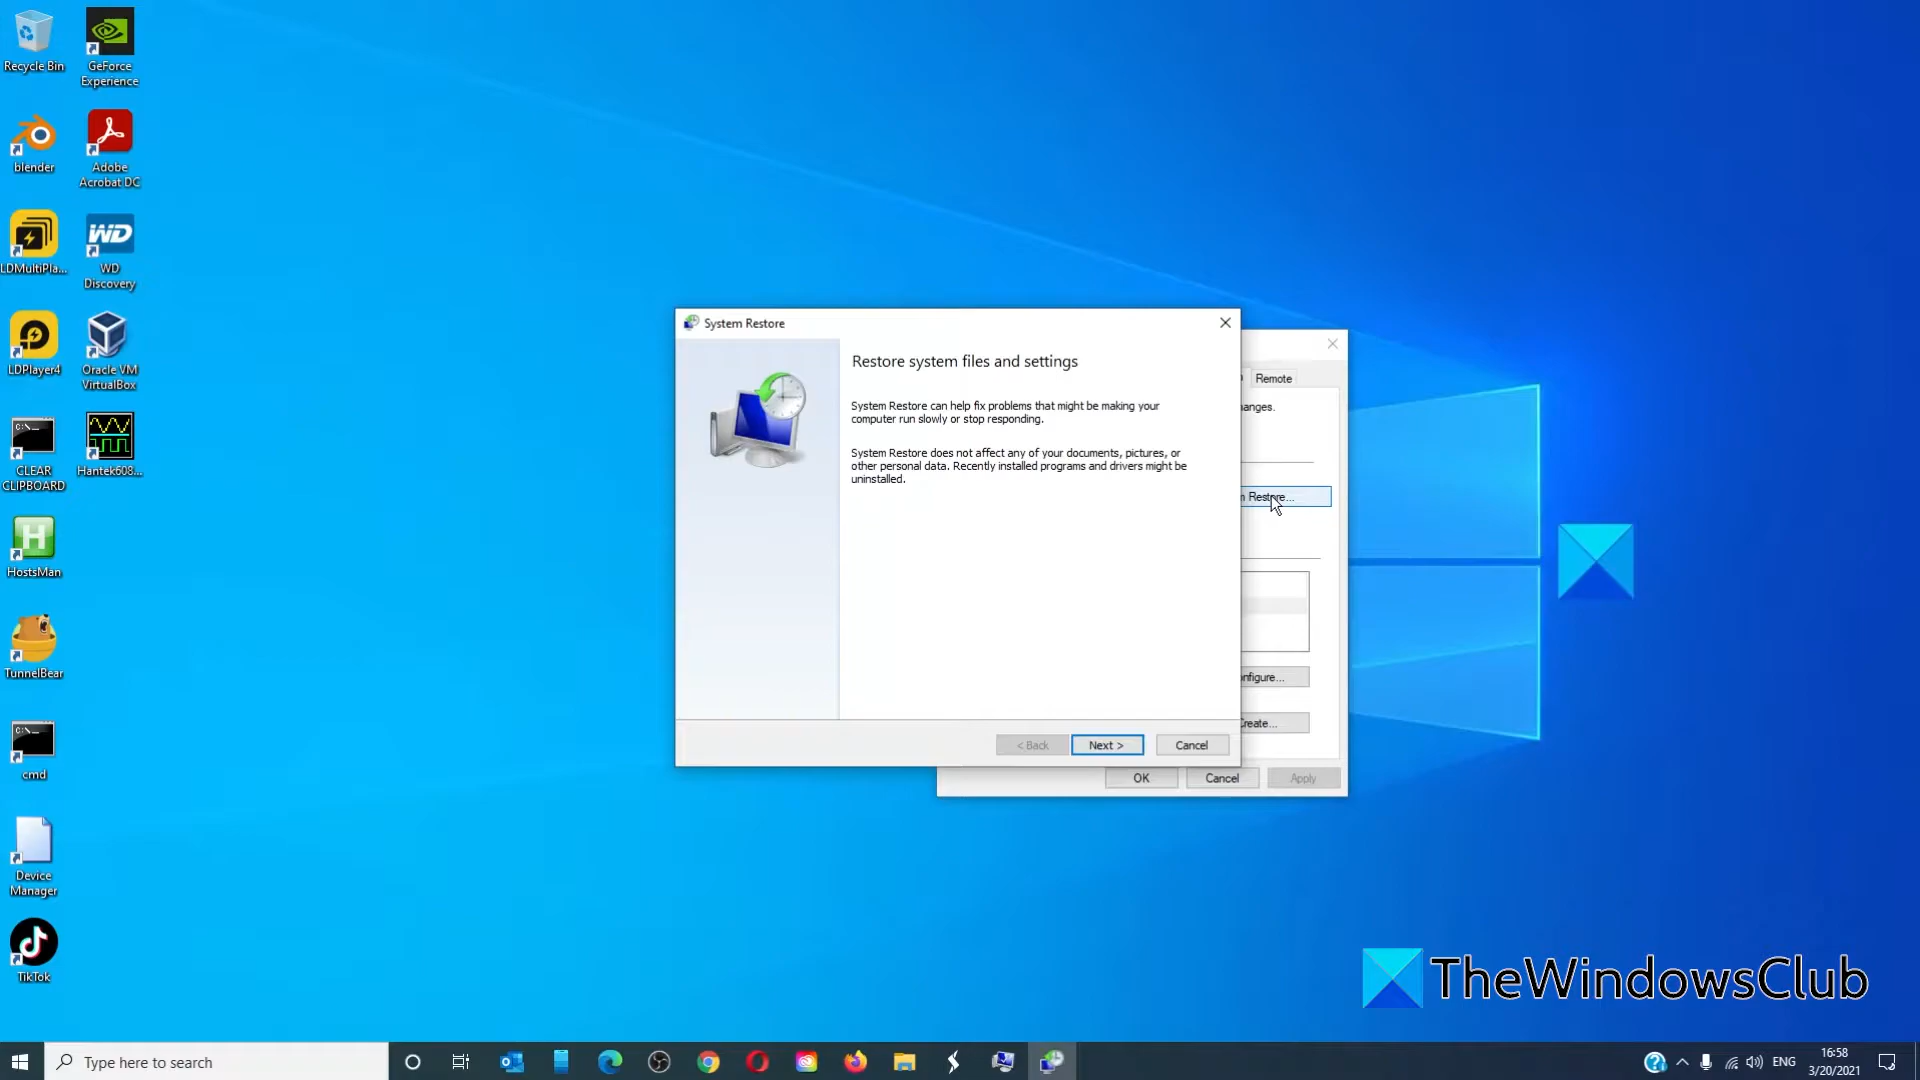 Recycle Bin
GeForce
Experience
blender
Adobe
Acrobat DC
LDMultiPla...
WD
WD
Discovery
LDPlayer4
Oracle VM
VirtualBox
C:\_
CLEAR
CLIPBOARD
Hantek608...
H
HostsMan
TunnelBear
C:\_
cmd
Device
Manager
TikTok
System Restore
Restore system files and settings
System Restore can help fix problems that might be making your
computer run slowly or stop responding.
System Restore does not affect any of your documents, pictures, or
other personal data. Recently installed programs and drivers might be
uninstalled.
< Back
Next >
Cancel
Remote
anges.
Restore...
nfigure...
reate...
OK
Cancel
Apply
TheWindowsClub
Type here to search
ENG
16:58
3/20/2021